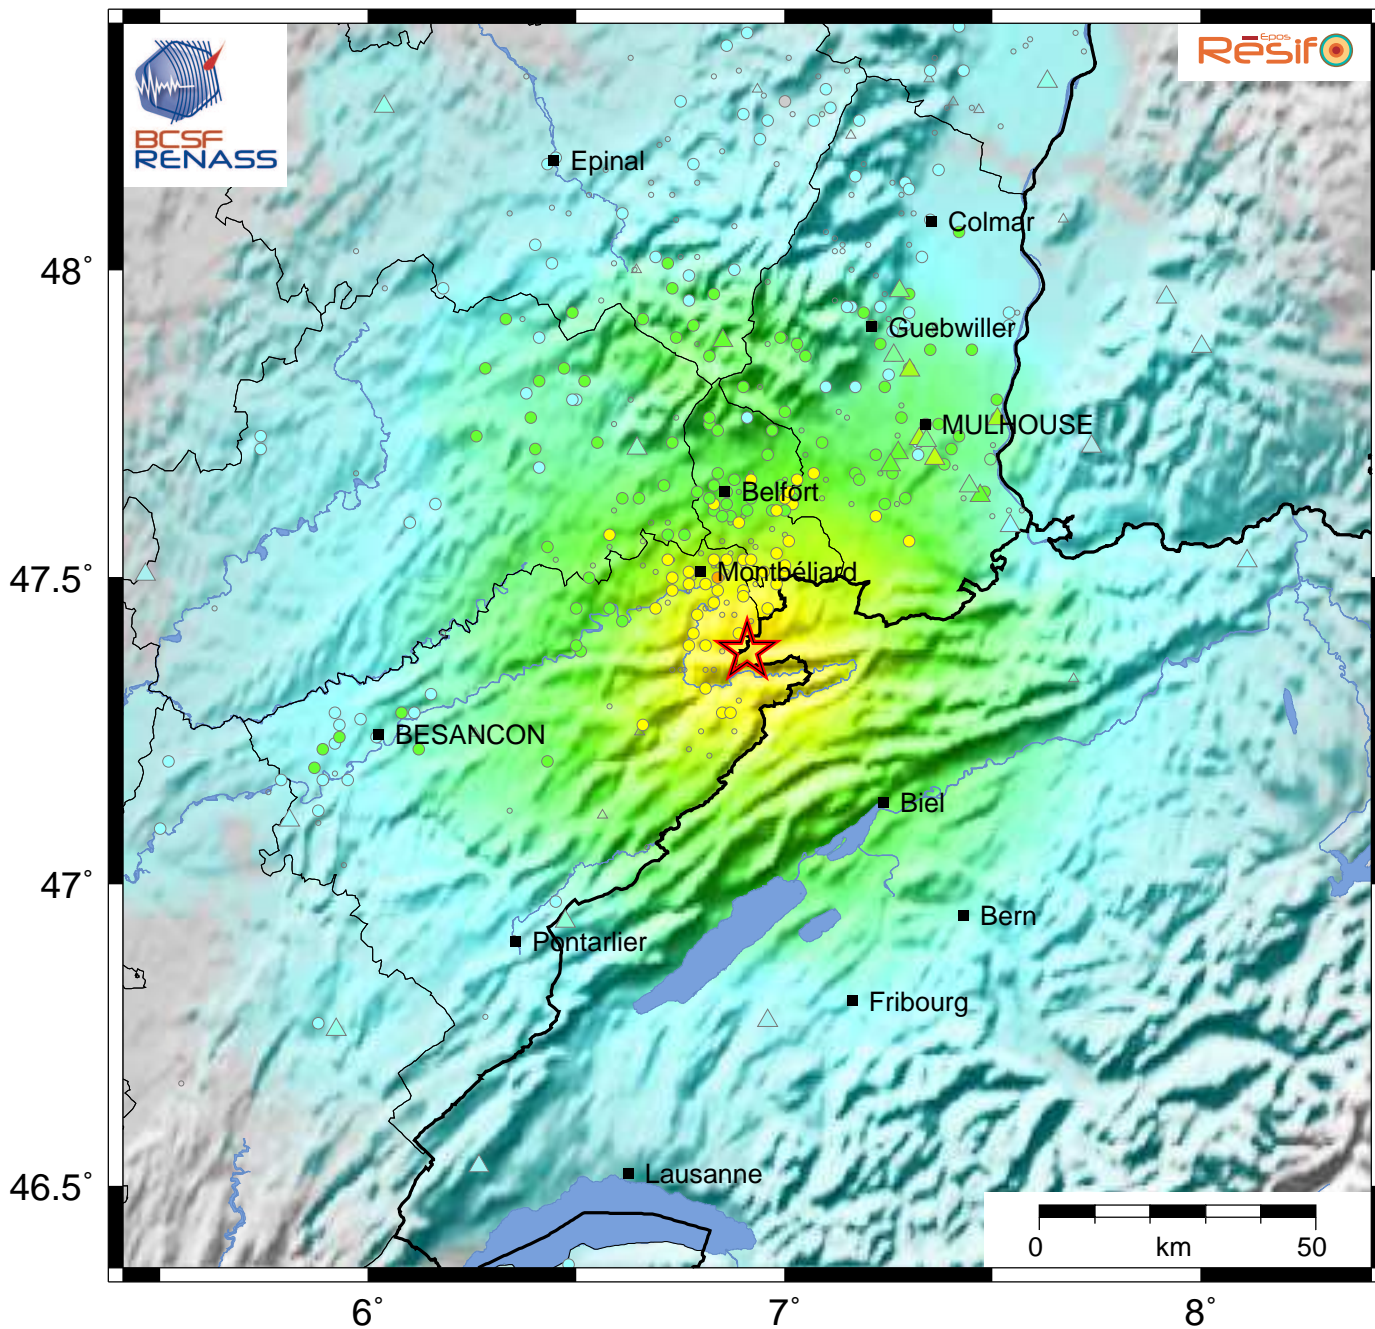 BCSF
RENASS
Epos
Résif
Epinal
Colmar
48°
Guebwiller
MULHOUSE
Belfort
Montbéliard
47.5°
BESANCON
Biel
47°
Bern
Pontarlier
Fribourg
46.5°
Lausanne
0 km 50
6° 7° 8°